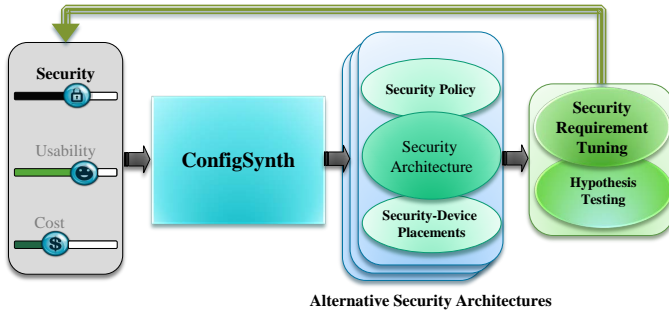 Security
Usability
Cost
$
ConfigSynth
Security Policy
Security
Architecture
Security-Device
Placements
Security
Requirement
Tuning
Hypothesis
Testing
Alternative Security Architectures